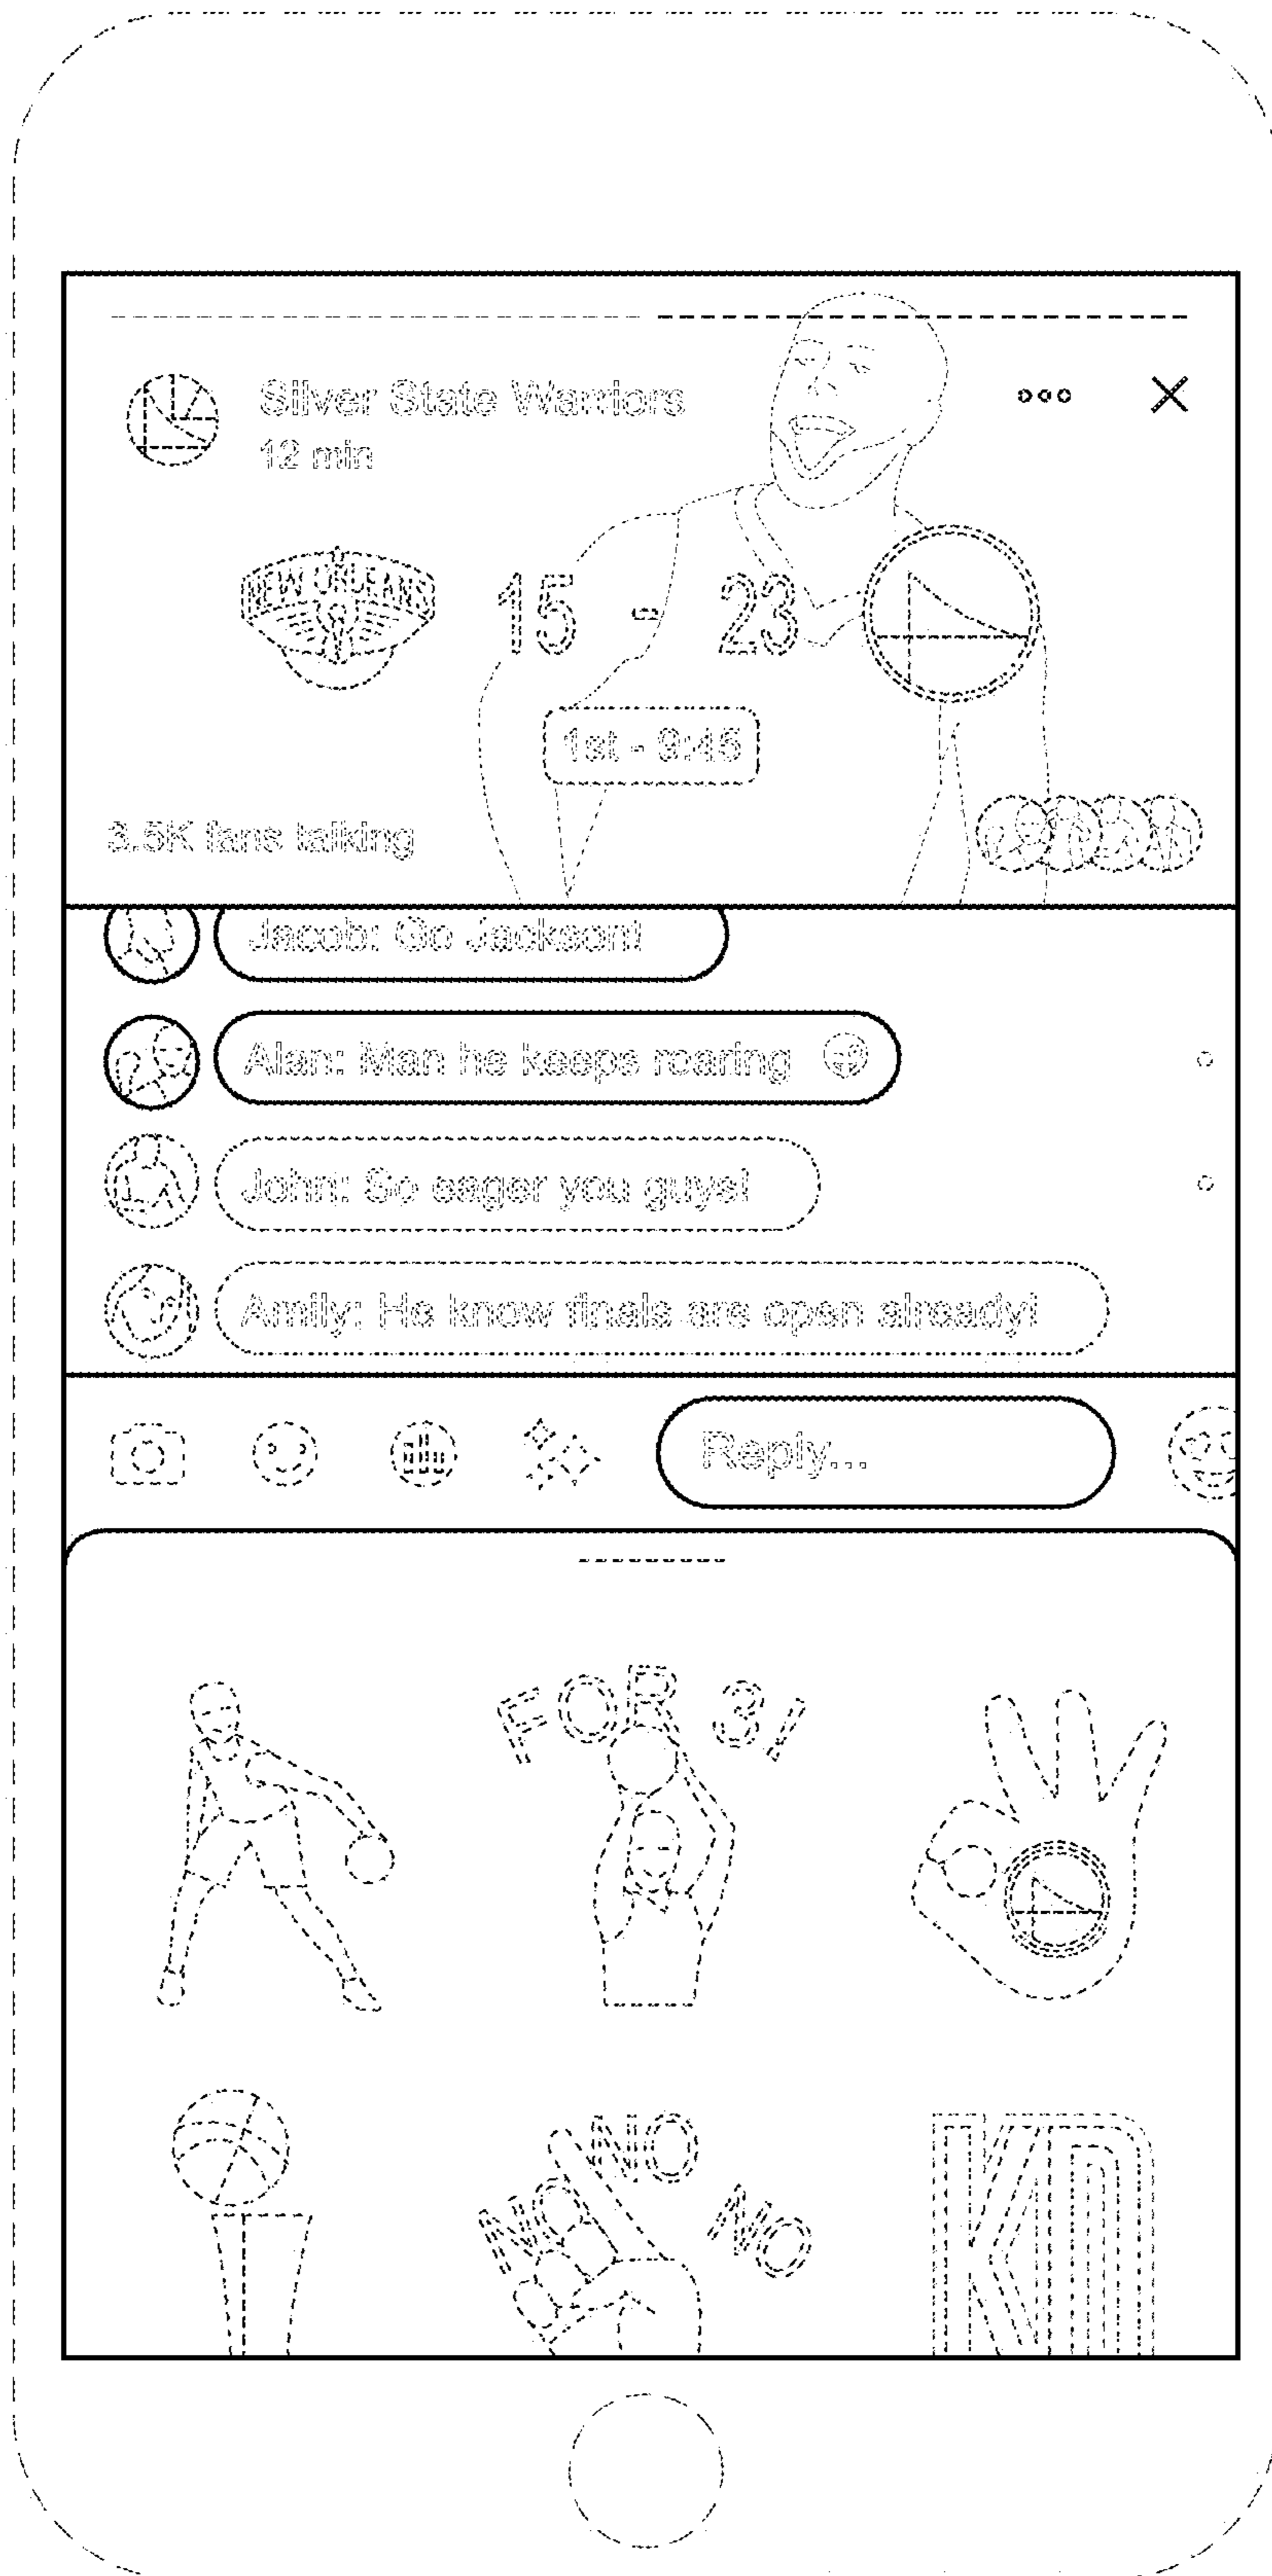 Silver State Warriors
12 min
NEW ORLEANS
15 - 23
1st - 9:45
3.5K fans talking
Jacob: Go Jackson!
Alan: Man he keeps roaring
John: So eager you guys!
Amily: He know finals are open already!
Reply...
FOR 3!
NO NO NO
KD